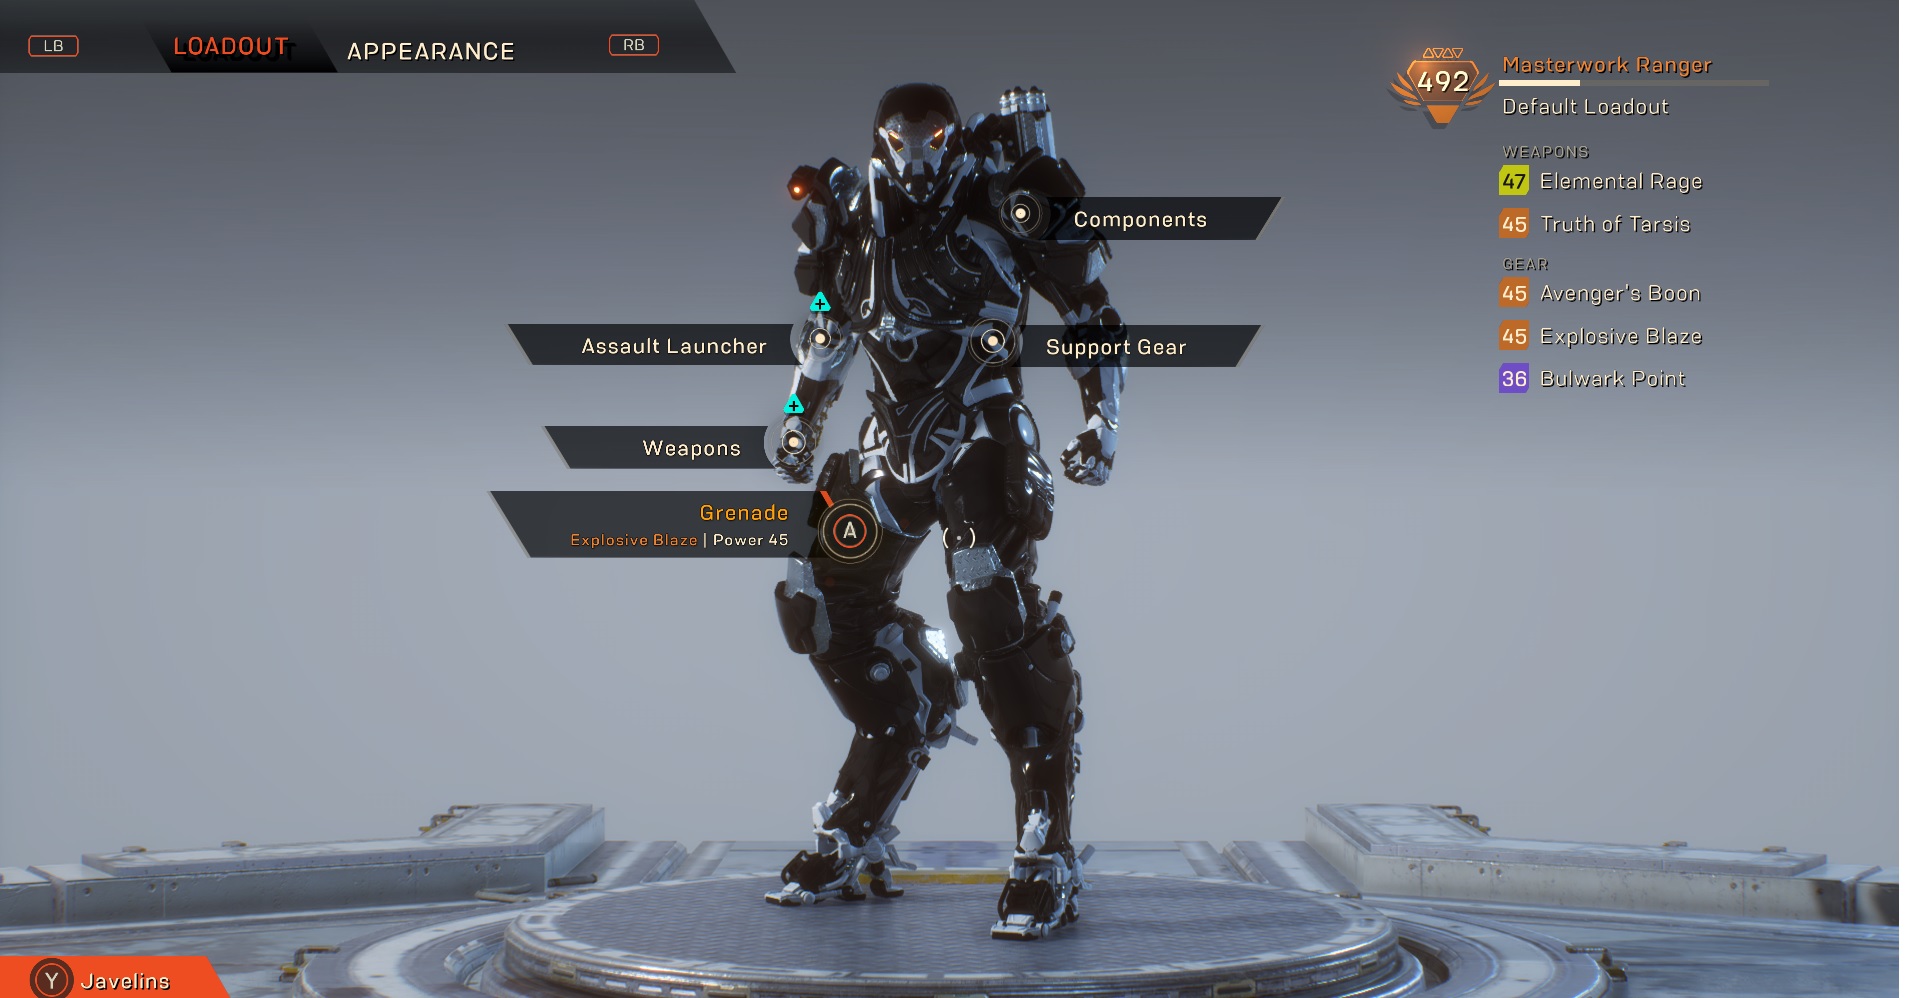 LB
LOADOUT
APPEARANCE
RB
492
Masterwork Ranger
Default Loadout
WEAPONS
47 Elemental Rage
45 Truth of Tarsis
GEAR
45 Avenger's Boon
45 Explosive Blaze
36 Bulwark Point
Components
Assault Launcher
Support Gear
Weapons
Grenade
Explosive Blaze | Power 45
A
Y Javelins